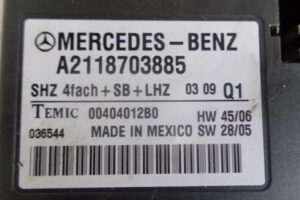 MERCEDES-BENZ
A2118703885
SHZ 4fach+SB+LHZ 03 09 Q1
TEMIC 00404012B0 HW 45/06
036544 MADE IN MEXICO SW 28/05